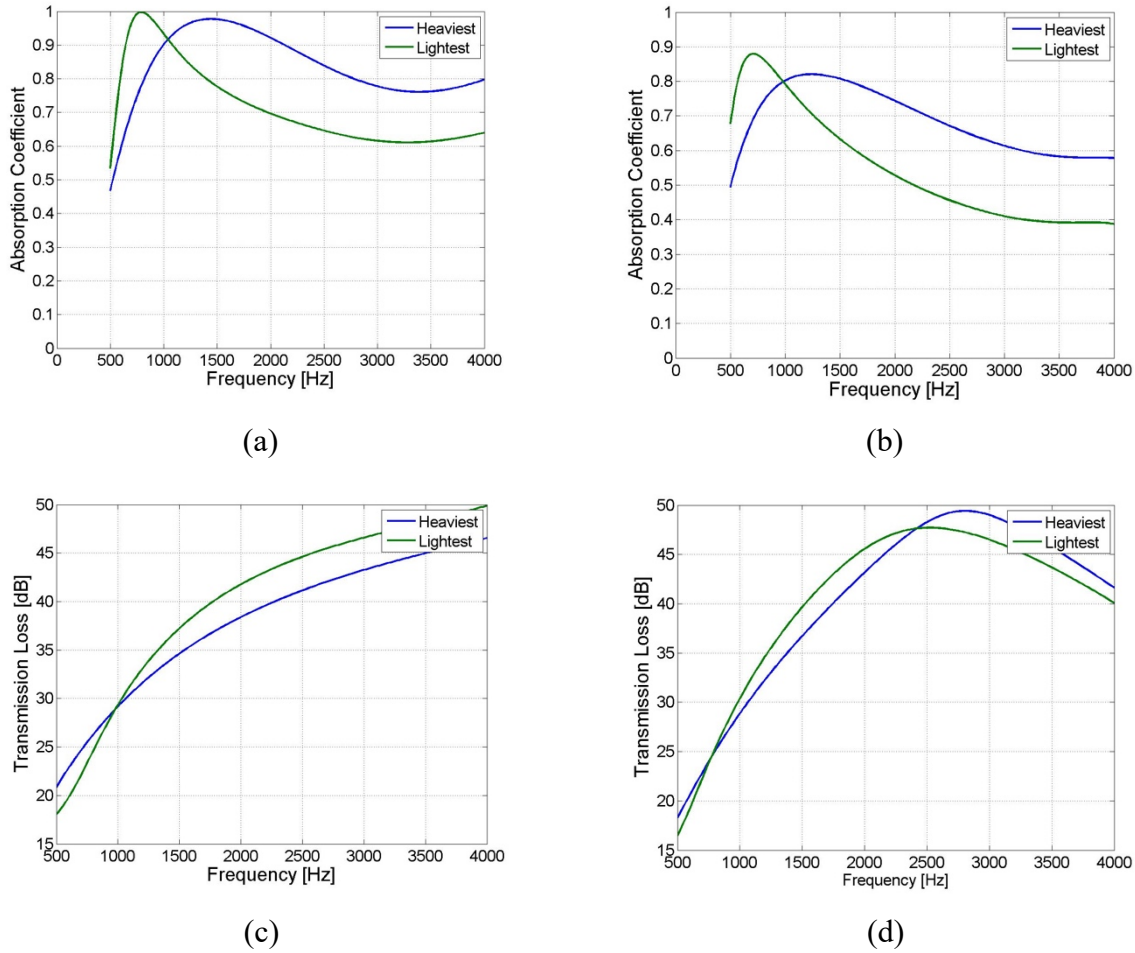 1
0.9
0.8
0.7
0.6
0.5
0.4
0.3
0.2
0.1
0
Absorption Coefficient
Heaviest
Lightest
0 500 1000 1500 2000 2500 3000 3500 4000
Frequency [Hz]
(a)
1
0.9
0.8
0.7
0.6
0.5
0.4
0.3
0.2
0.1
0
Absorption Coefficient
Heaviest
Lightest
0 500 1000 1500 2000 2500 3000 3500 4000
Frequency [Hz]
(b)
50
45
40
35
30
25
20
15
Transmission Loss [dB]
Heaviest
Lightest
500 1000 1500 2000 2500 3000 3500 4000
Frequency [Hz]
(c)
50
45
40
35
30
25
20
15
Transmission Loss [dB]
Heaviest
Lightest
500 1000 1500 2000 2500 3000 3500 4000
Frequency [Hz]
(d)